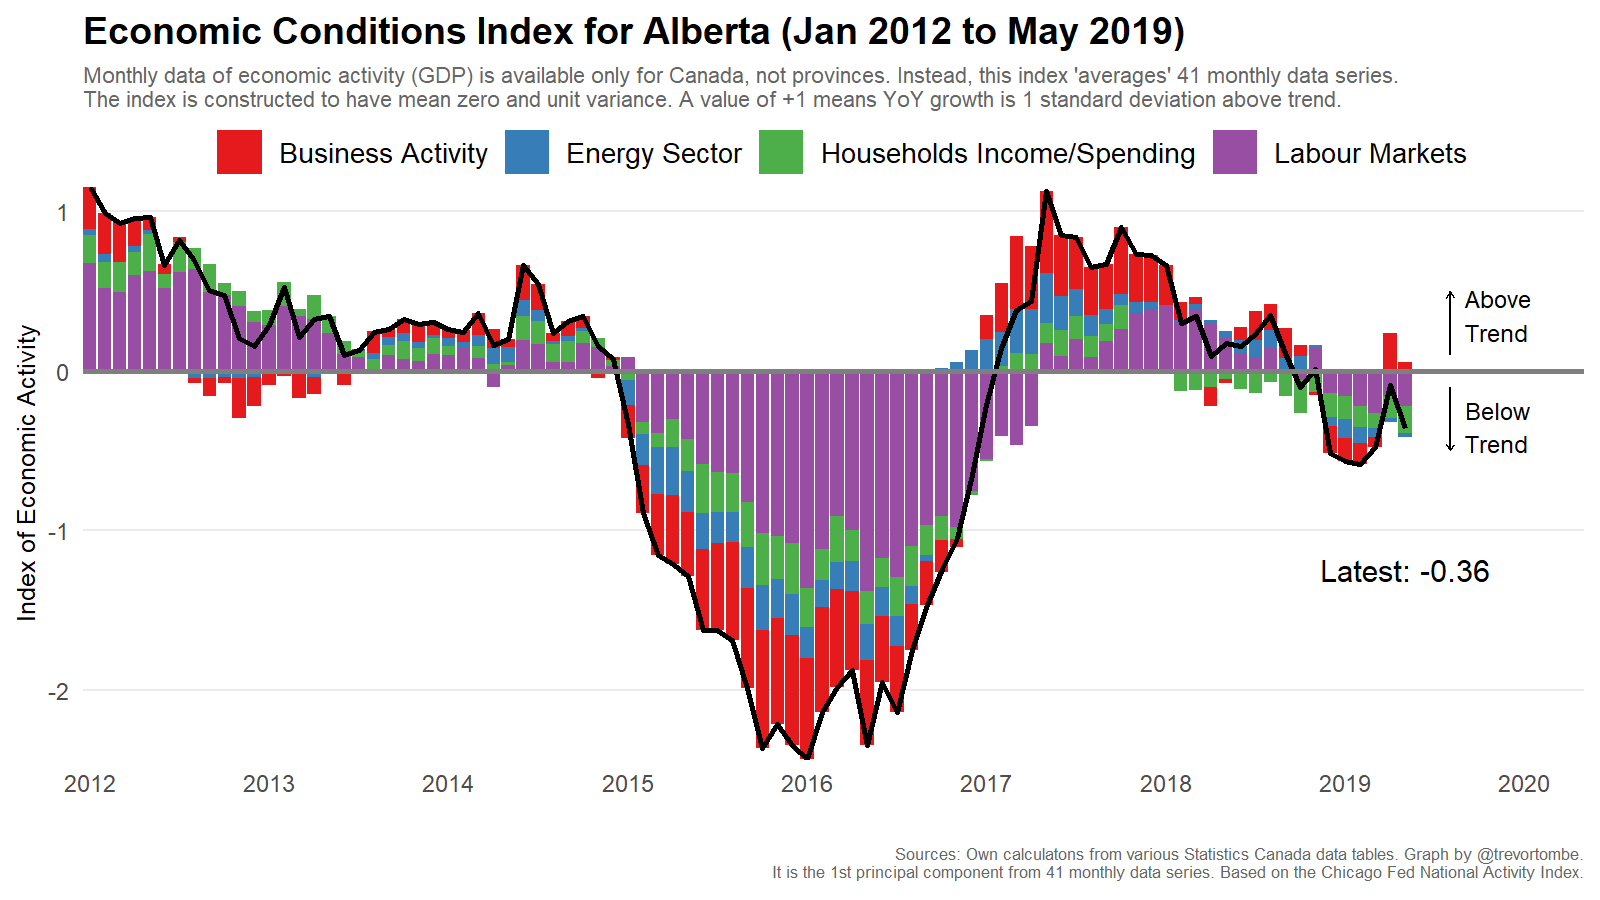 Economic Conditions Index for Alberta (Jan 2012 to May 2019)
Monthly data of economic activity (GDP) is available only for Canada, not provinces. Instead, this index 'averages' 41 monthly data series.
The index is constructed to have mean zero and unit variance. A value of +1 means YoY growth is 1 standard deviation above trend.
Business Activity
Energy Sector
Households Income/Spending
Labour Markets
Index of Economic Activity
1
0
-1
-2
Above
Trend
Below
Trend
Latest: -0.36
2012
2013
2014
2015
2016
2017
2018
2019
2020
Sources: Own calculatons from various Statistics Canada data tables. Graph by @trevortombe.
It is the 1st principal component from 41 monthly data series. Based on the Chicago Fed National Activity Index.